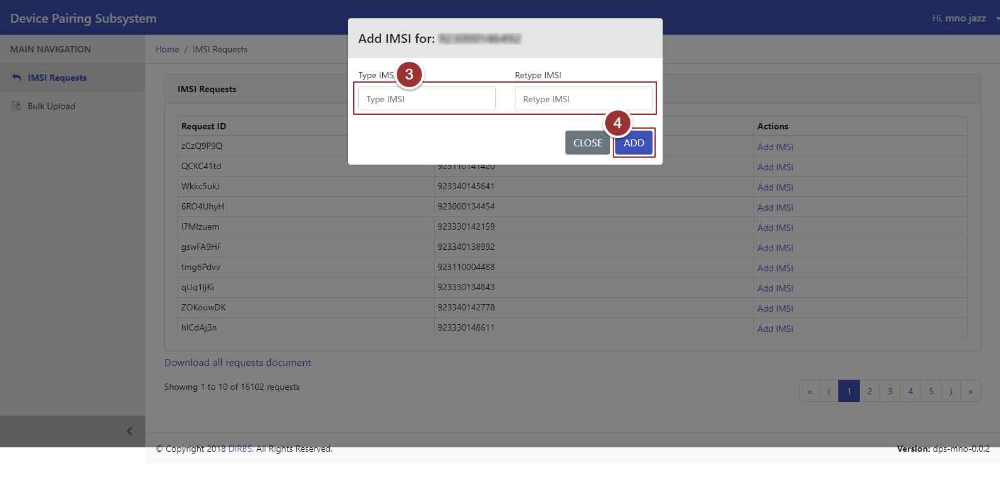 Device Pairing Subsystem
Hi, mno jazz
Add IMSI for:
MAIN NAVIGATION
Home / IMSI Requests
IMSI Requests
Bulk Upload
Type IMS
3
Retype IMSI
Type IMSI
Retype IMSI
4
CLOSE
ADD
IMSI Requests
Request ID
Actions
zCzQ9P9Q
Add IMSI
QCKC41td 923110141420 Add IMSI
Wkkc5ukJ 923340145641 Add IMSI
6RO4UhyH 923000134454 Add IMSI
I7MIzuem 923330142159 Add IMSI
gswFA9HF 923340138992 Add IMSI
tmg6Pdvv 923110004488 Add IMSI
qUq1IjKi 923330134843 Add IMSI
ZOKouwDK 923340142778 Add IMSI
hICdAj3n 923330148611 Add IMSI
Download all requests document
Showing 1 to 10 of 16102 requests
« ⟨ 1 2 3 4 5 ⟩ »
© Copyright 2018 DIRBS. All Rights Reserved.
Version: dps-mno-0.0.2